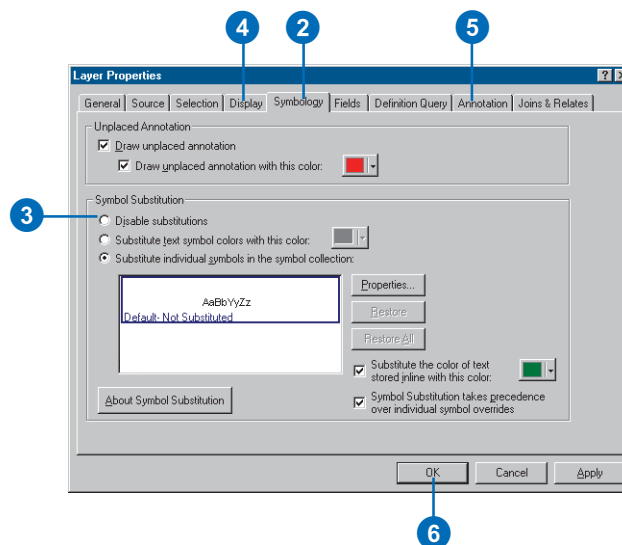 4 2 5
Layer Properties ?
General Source Selection Display Symbology Fields Definition Query Annotation Joins & Relates
Unplaced Annotation
Draw unplaced annotation
Draw unplaced annotation with this color:
Symbol Substitution
3
Disable substitutions
Substitute text symbol colors with this color:
Substitute individual symbols in the symbol collection:
AaBbYyZz
Default- Not Substituted
Properties...
Restore
Restore All
Substitute the color of text
stored inline with this color:
About Symbol Substitution
Symbol Substitution takes precedence
over individual symbol overrides
OK Cancel Apply
6